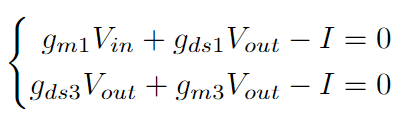 g_{m1}V_{in} + g_{ds1}V_{out} − I = 0
g_{ds3}V_{out} + g_{m3}V_{out} − I = 0